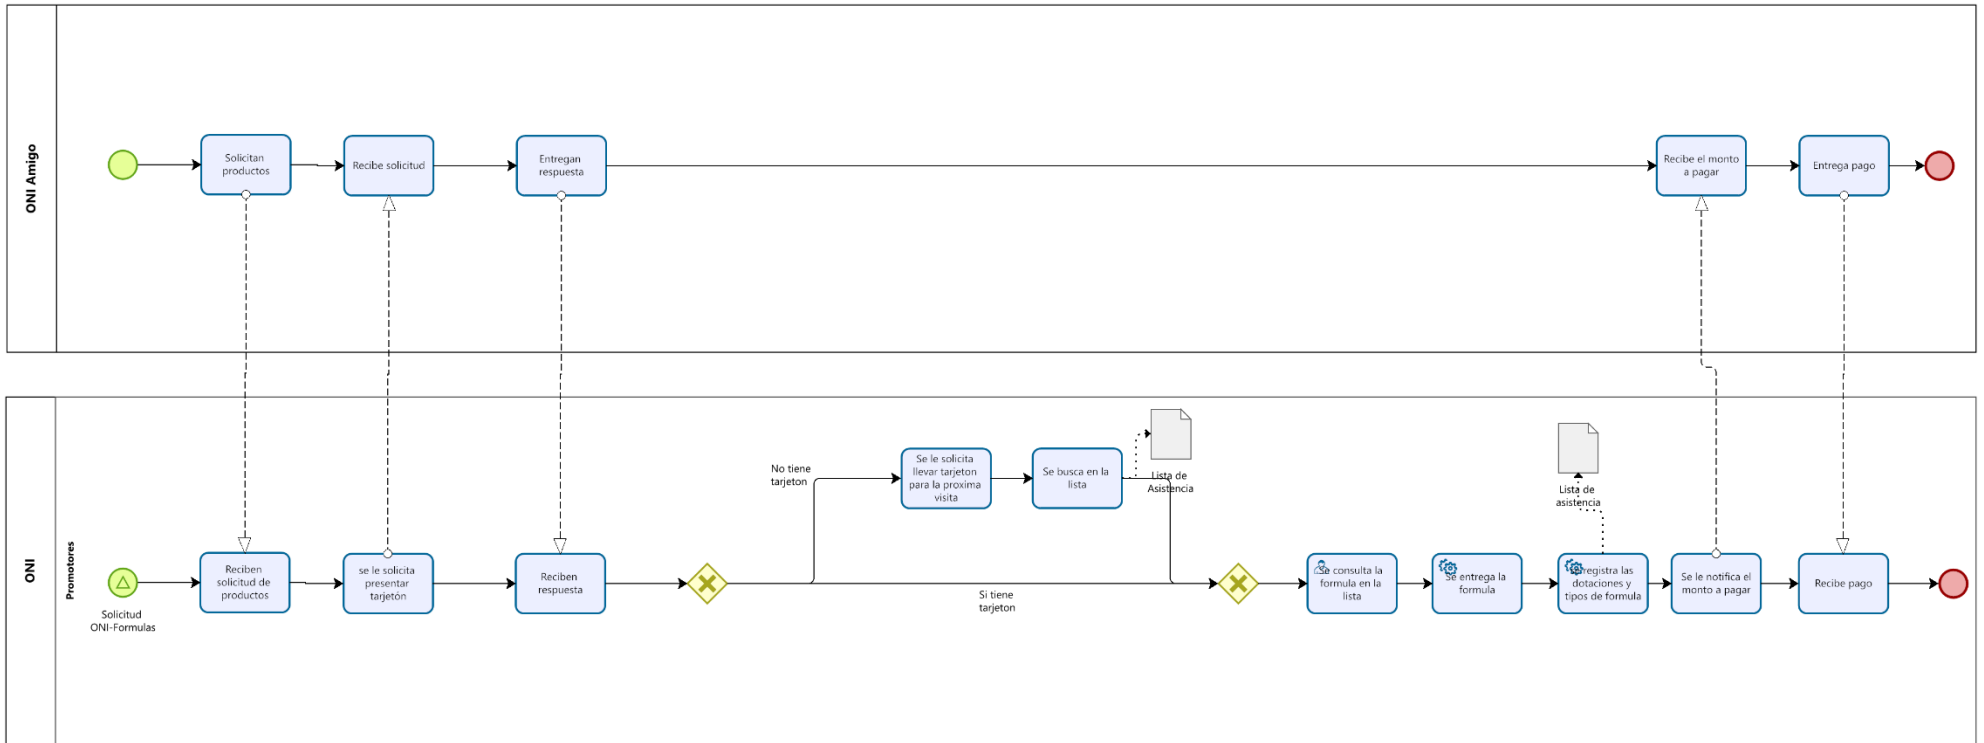 ONI Amigo
Solicitan
productos
Recibe solicitud
Entregan
respuesta
Recibe el monto
a pagar
Entrega pago
ONI
Promotores
Solicitud
ONI-Formulas
Reciben
solicitud de
productos
se le solicita
presentar
tarjetón
Reciben
respuesta
No tiene
tarjeton
Se le solicita
llevar tarjeton
para la proxima
visita
Se busca en la
lista
Lista de
Asistencia
Si tiene
tarjeton
Se consulta la
formula en la
lista
Se entrega la
formula
Se registra las
dotaciones y
tipos de formula
Lista de
asistencia
Se le notifica el
monto a pagar
Recibe pago